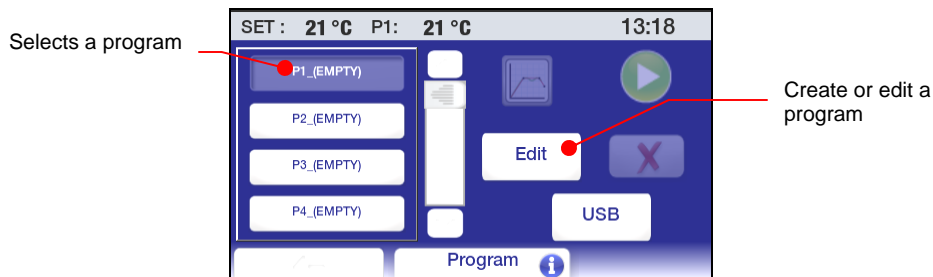 SET : 21 °C P1: 21 °C 13:18
Selects a program
P1_(EMPTY)
P2_(EMPTY)
P3_(EMPTY)
P4_(EMPTY)
Edit
X
USB
Create or edit a
program
Program i